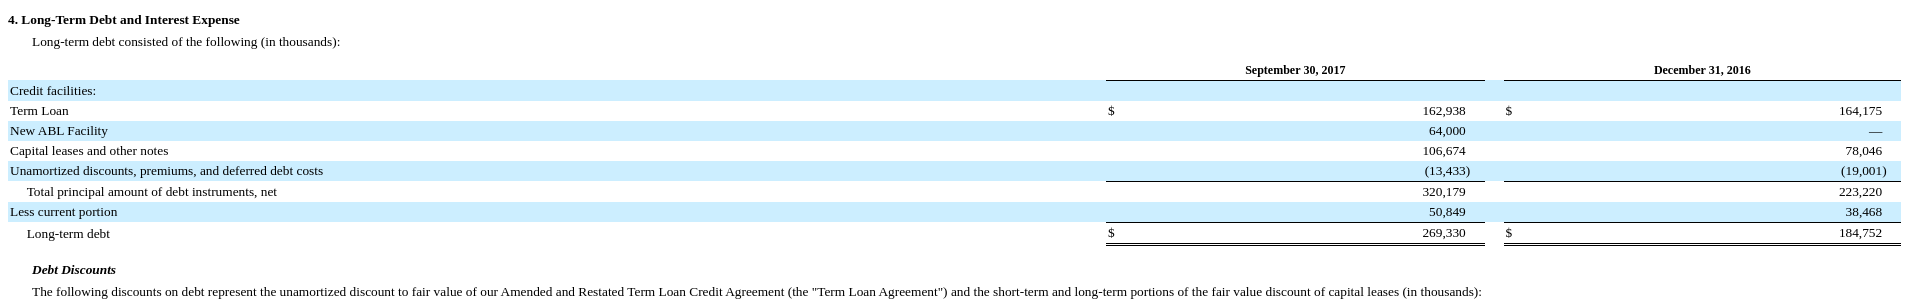 4. Long-Term Debt and Interest Expense
Long-term debt consisted of the following (in thousands):
September 30, 2017 December 31, 2016
Credit facilities:
Term Loan $ 162,938 $ 164,175
New ABL Facility 64,000 —
Capital leases and other notes 106,674 78,046
Unamortized discounts, premiums, and deferred debt costs (13,433) (19,001)
Total principal amount of debt instruments, net 320,179 223,220
Less current portion 50,849 38,468
Long-term debt $ 269,330 $ 184,752
Debt Discounts
The following discounts on debt represent the unamortized discount to fair value of our Amended and Restated Term Loan Credit Agreement (the "Term Loan Agreement") and the short-term and long-term portions of the fair value discount of capital leases (in thousands):